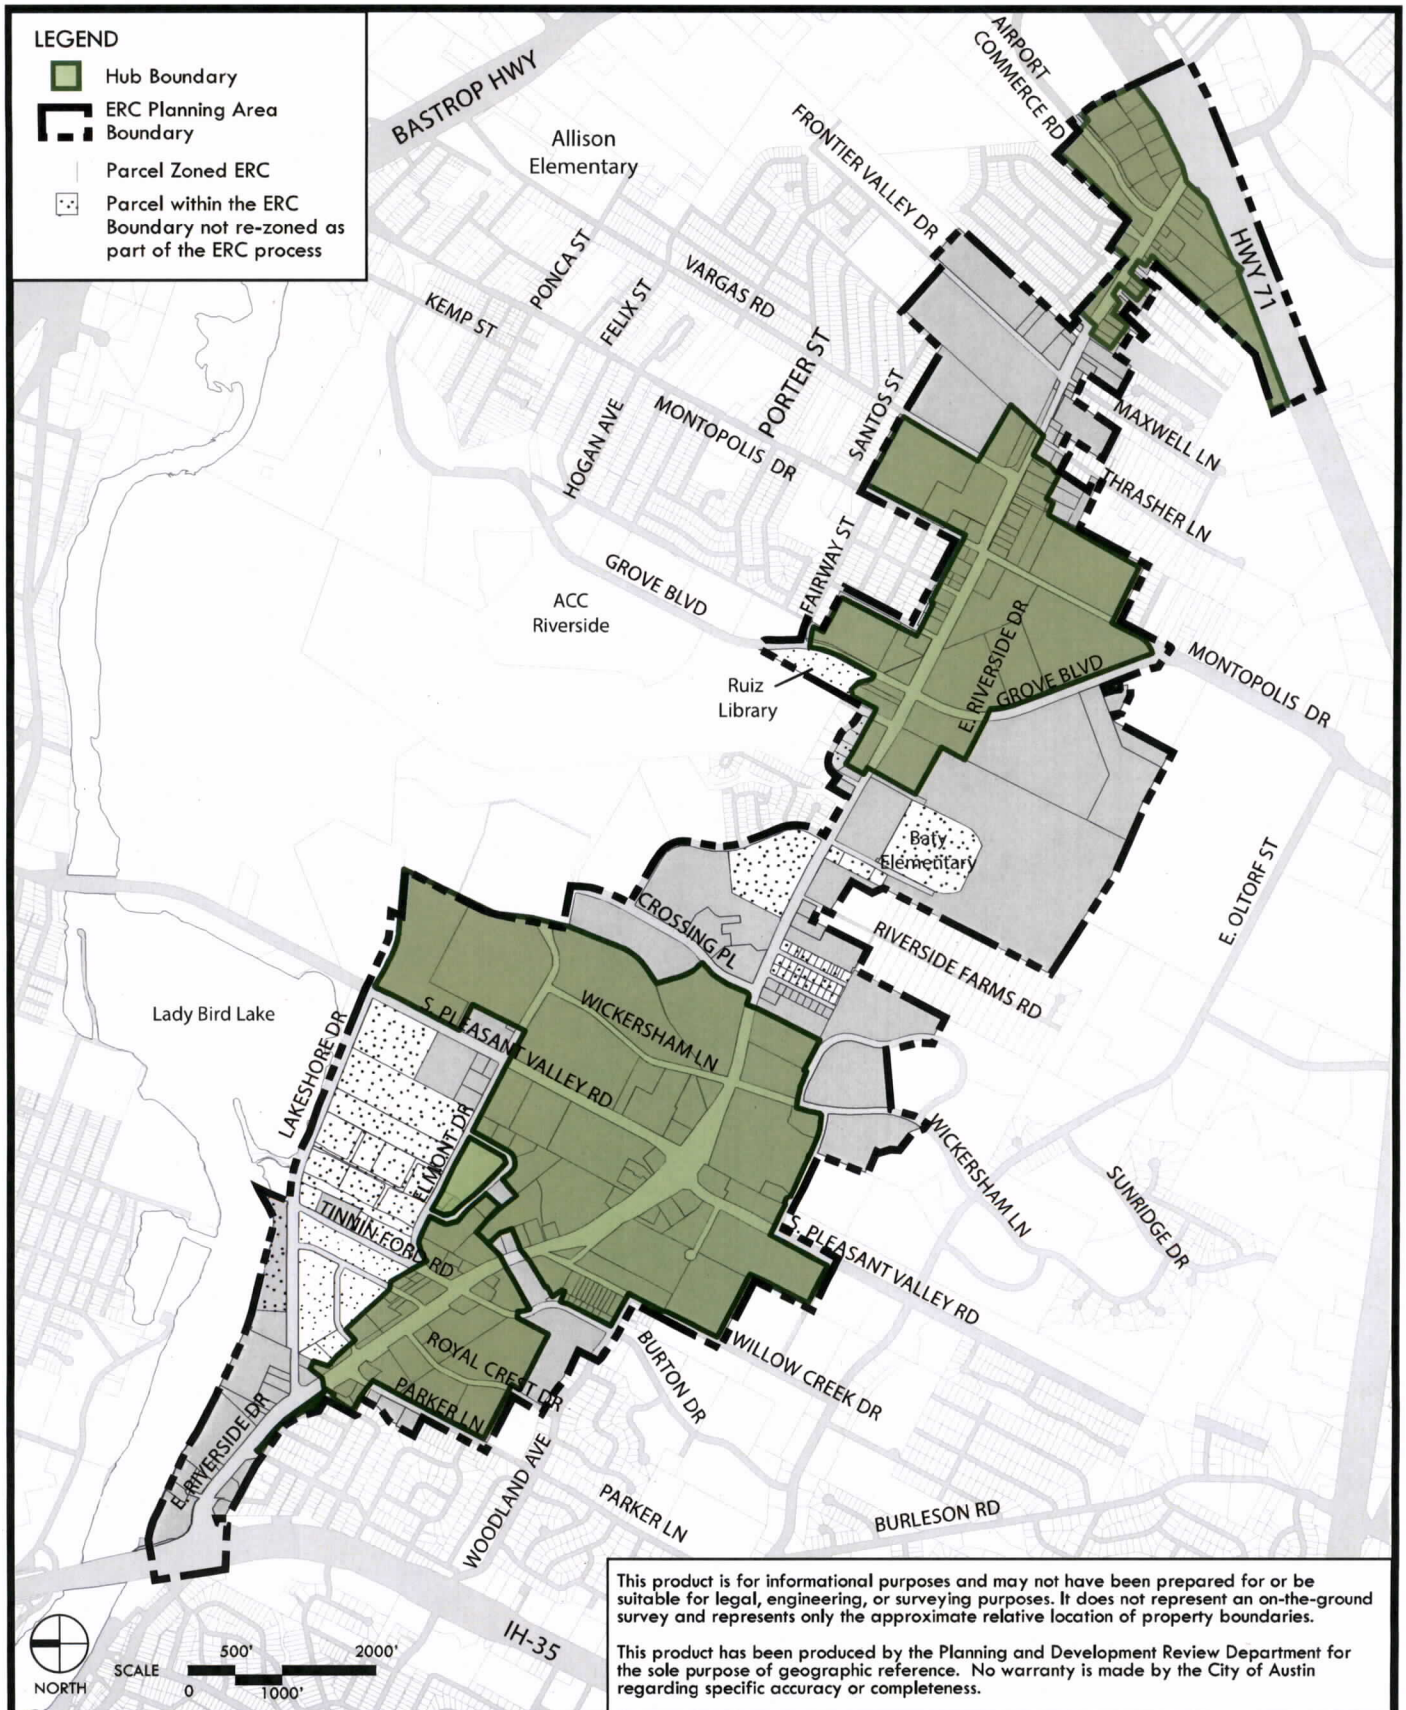 LEGEND
Hub Boundary
ERC Planning Area
Boundary
Parcel Zoned ERC
Parcel within the ERC
Boundary not re-zoned as
part of the ERC process
BASTROP HWY
AIRPORT
COMMERCE RD
Allison
Elementary
FRONTIER VALLEY DR
HWY 71
PONCA ST
FELIX ST
VARGAS RD
KEMP ST
PORTER ST
SANTOS ST
HOGAN AVE
MONTOPOLIS DR
MAXWELL LN
THRASHER LN
FAIRWAY ST
GROVE BLVD
ACC
Riverside
E. RIVERSIDE DR
GROVE BLVD
MONTOPOLIS DR
Ruiz
Library
Baty
Elementary
E. OLTORF ST
CROSSING PL
RIVERSIDE FARMS RD
Lady Bird Lake
LAKESHORE DR
S. PLEASANT VALLEY RD
WICKERSHAM LN
ELMONT DR
WICKERSHAM LN
SUNRIDGE DR
TINNIN FORD RD
S. PLEASANT VALLEY RD
ROYAL CREST DR
PARKER LN
BURTON DR
WILLOW CREEK DR
E. RIVERSIDE DR
WOODLAND AVE
PARKER LN
BURLESON RD
IH-35
NORTH
SCALE
500'
2000'
0
1000'
This product is for informational purposes and may not have been prepared for or be
suitable for legal, engineering, or surveying purposes. It does not represent an on-the-ground
survey and represents only the approximate relative location of property boundaries.
This product has been produced by the Planning and Development Review Department for
the sole purpose of geographic reference. No warranty is made by the City of Austin
regarding specific accuracy or completeness.